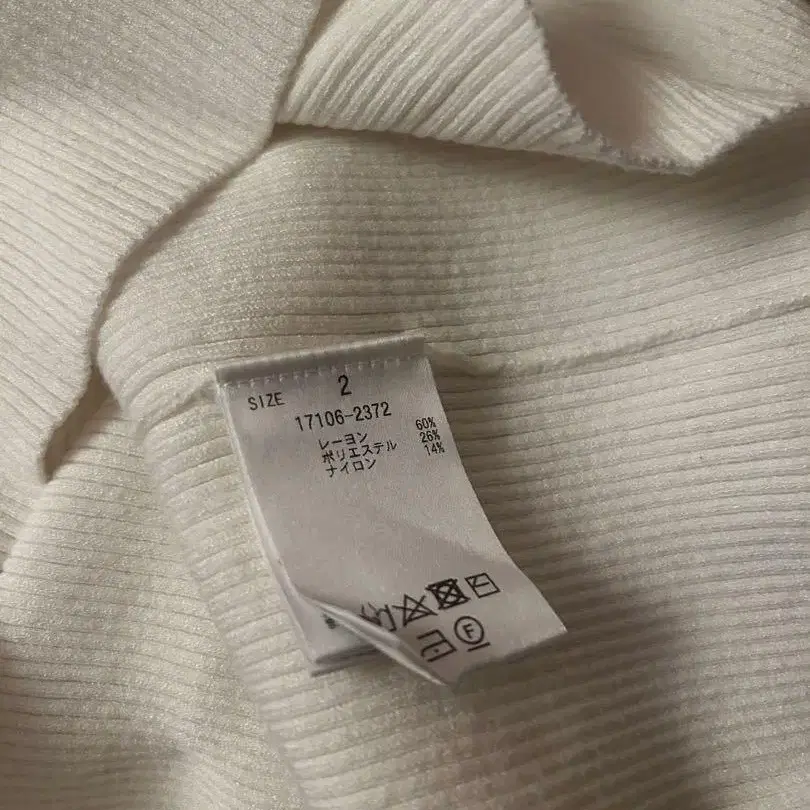 SIZE 2
17106-2372
レーヨン 60%
ポリエステル 26%
ナイロン 14%
F